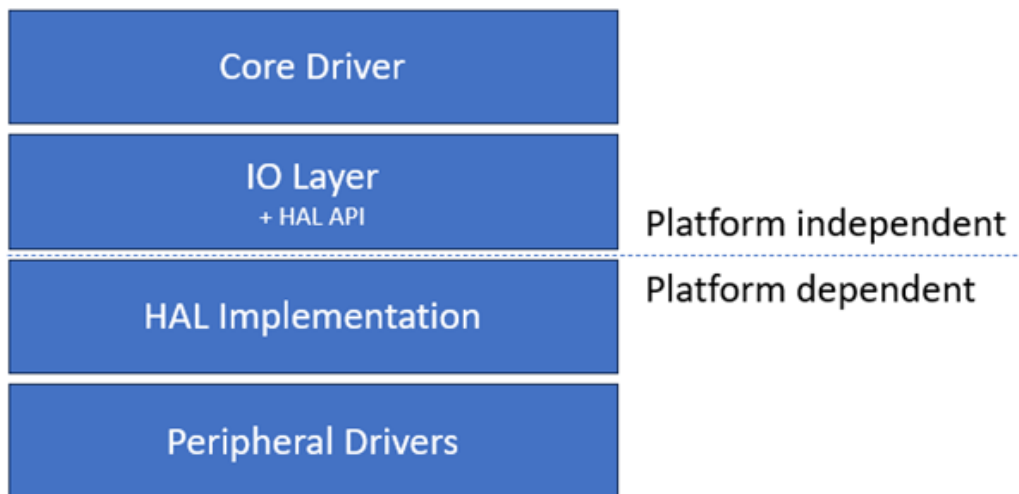 Core Driver
IO Layer
+ HAL API
Platform independent
Platform dependent
HAL Implementation
Peripheral Drivers